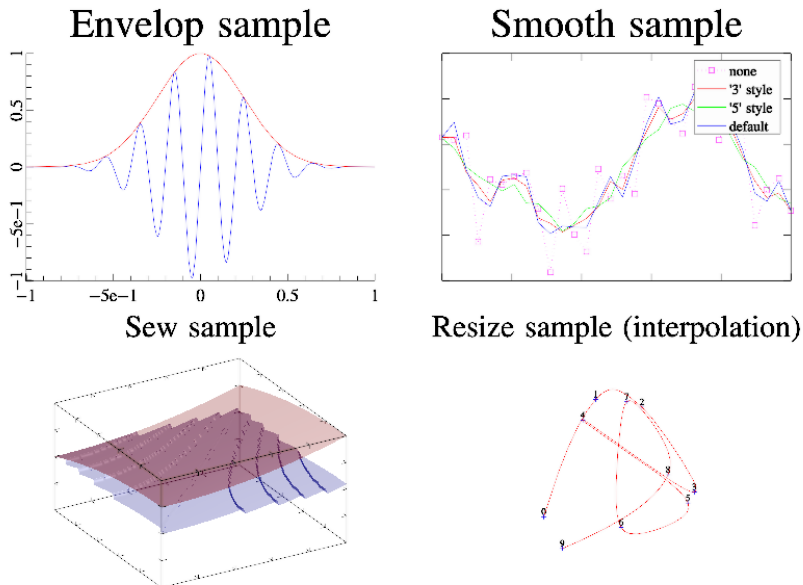 Envelop sample
Smooth sample
1
0.5
0
−5e−1
−1
−1 −5e−1 0 0.5 1
none
'3' style
'5' style
default
Sew sample
Resize sample (interpolation)
1
7
2
4
8
3
5
0
2
9